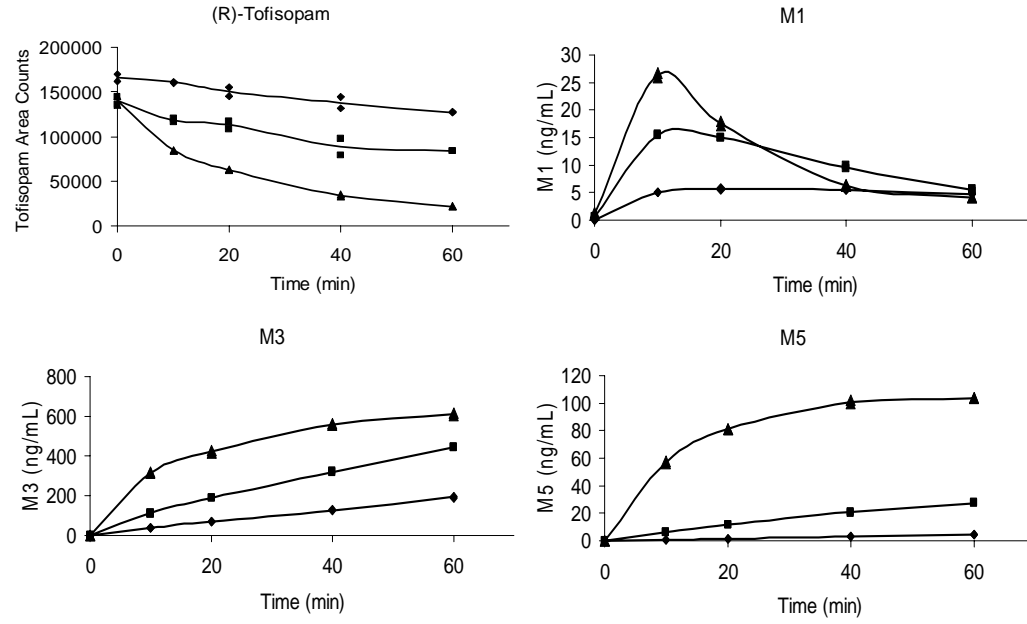 (R)-Tofisopam
Tofisopam Area Counts
200000
150000
100000
50000
0
0 20 40 60
Time (min)
M1
M1 (ng/mL)
30
25
20
15
10
5
0
0 20 40 60
Time (min)
M3
M3 (ng/mL)
800
600
400
200
0
0 20 40 60
Time (min)
M5
M5 (ng/mL)
120
100
80
60
40
20
0
0 20 40 60
Time (min)